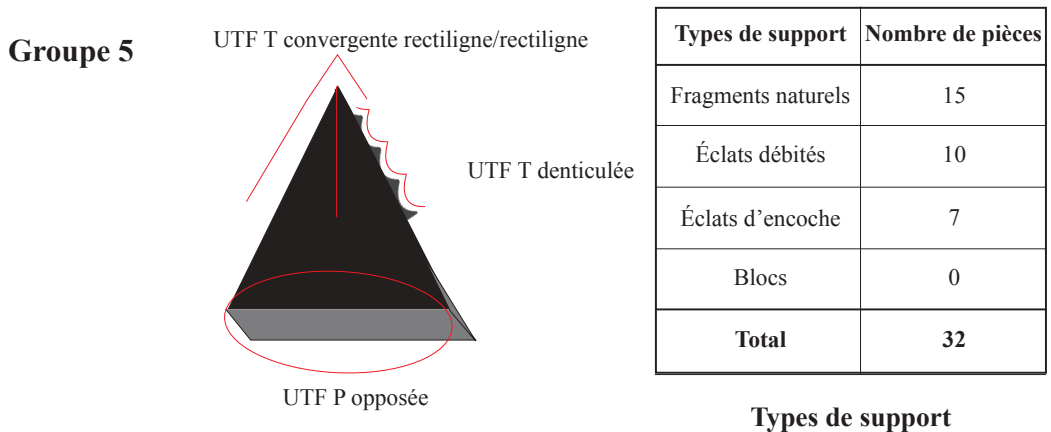 Groupe 5
UTF T convergente rectiligne/rectiligne
UTF T denticulée
UTF P opposée
Types de support Nombre de pièces
Fragments naturels 15
Éclats débités 10
Éclats d'encoche 7
Blocs 0
Total 32
Types de support